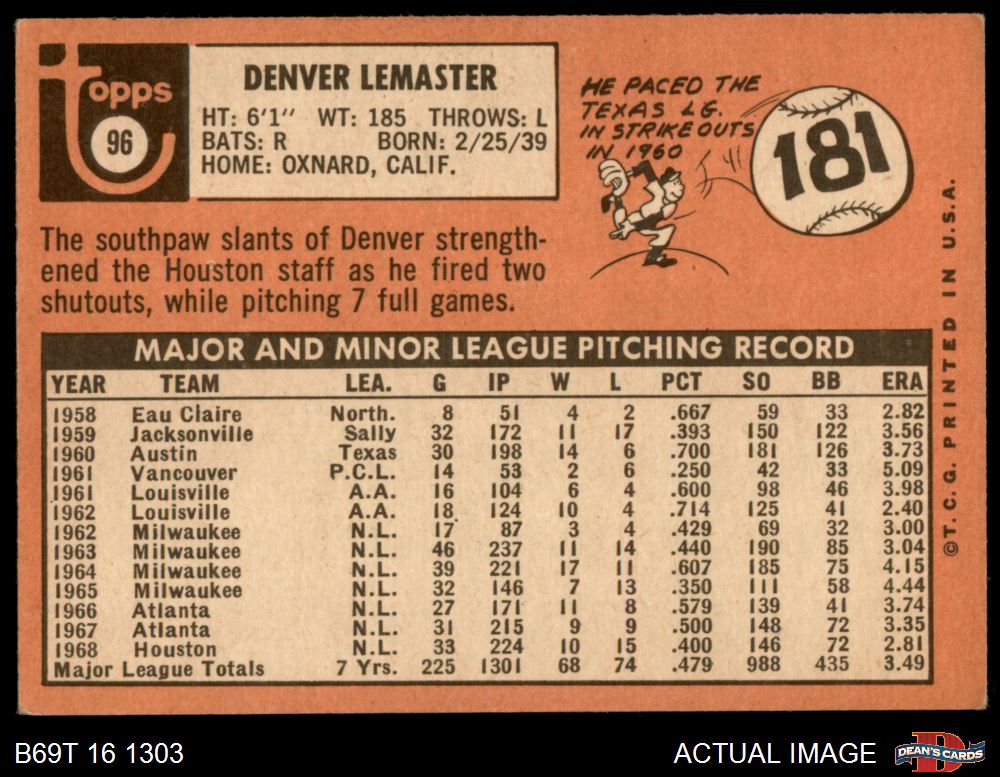 topps
96
DENVER LEMASTER
HT: 6'1" WT: 185 THROWS: L
BATS: R BORN: 2/25/39
HOME: OXNARD, CALIF.
HE PACED THE
TEXAS LG.
IN STRIKEOUTS
IN 1960
181
The southpaw slants of Denver strength-
ened the Houston staff as he fired two
shutouts, while pitching 7 full games.
MAJOR AND MINOR LEAGUE PITCHING RECORD
YEAR TEAM LEA. G IP W L PCT SO BB ERA
1958 Eau Claire North. 8 51 4 2 .667 59 33 2.82
1959 Jacksonville Sally 32 172 11 17 .393 150 122 3.56
1960 Austin Texas 30 198 14 6 .700 181 126 3.73
1961 Vancouver P.C.L. 14 53 2 6 .250 42 33 5.09
1961 Louisville A.A. 16 104 6 4 .600 98 46 3.98
1962 Louisville A.A. 18 124 10 4 .714 125 41 2.40
1962 Milwaukee N.L. 17 87 3 4 .429 69 32 3.00
1963 Milwaukee N.L. 46 237 11 14 .440 190 85 3.04
1964 Milwaukee N.L. 39 221 17 11 .607 185 75 4.15
1965 Milwaukee N.L. 32 146 7 13 .350 111 58 4.44
1966 Atlanta N.L. 27 171 11 8 .579 139 41 3.74
1967 Atlanta N.L. 31 215 9 9 .500 148 72 3.35
1968 Houston N.L. 33 224 10 15 .400 146 72 2.81
Major League Totals 7 Yrs. 225 1301 68 74 .479 988 435 3.49
©T. C. G. PRINTED IN U.S.A.
B69T 16 1303
ACTUAL IMAGE
DEAN'S CARDS